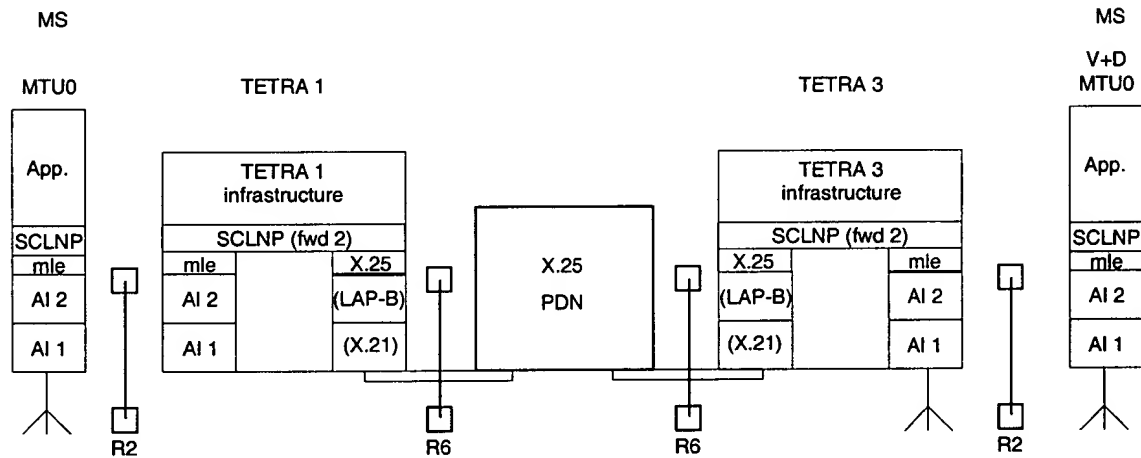 MS
MS
MTU0
TETRA 1
TETRA 3
V+D
MTU0
App.
TETRA 1
infrastructure
TETRA 3
infrastructure
App.
SCLNP
SCLNP (fwd 2)
SCLNP (fwd 2)
SCLNP
mle
mle
X.25
X.25
PDN
X.25
mle
mle
AI 2
AI 2
(LAP-B)
(LAP-B)
AI 2
AI 2
AI 1
AI 1
(X.21)
(X.21)
AI 1
AI 1
R2
R6
R6
R2